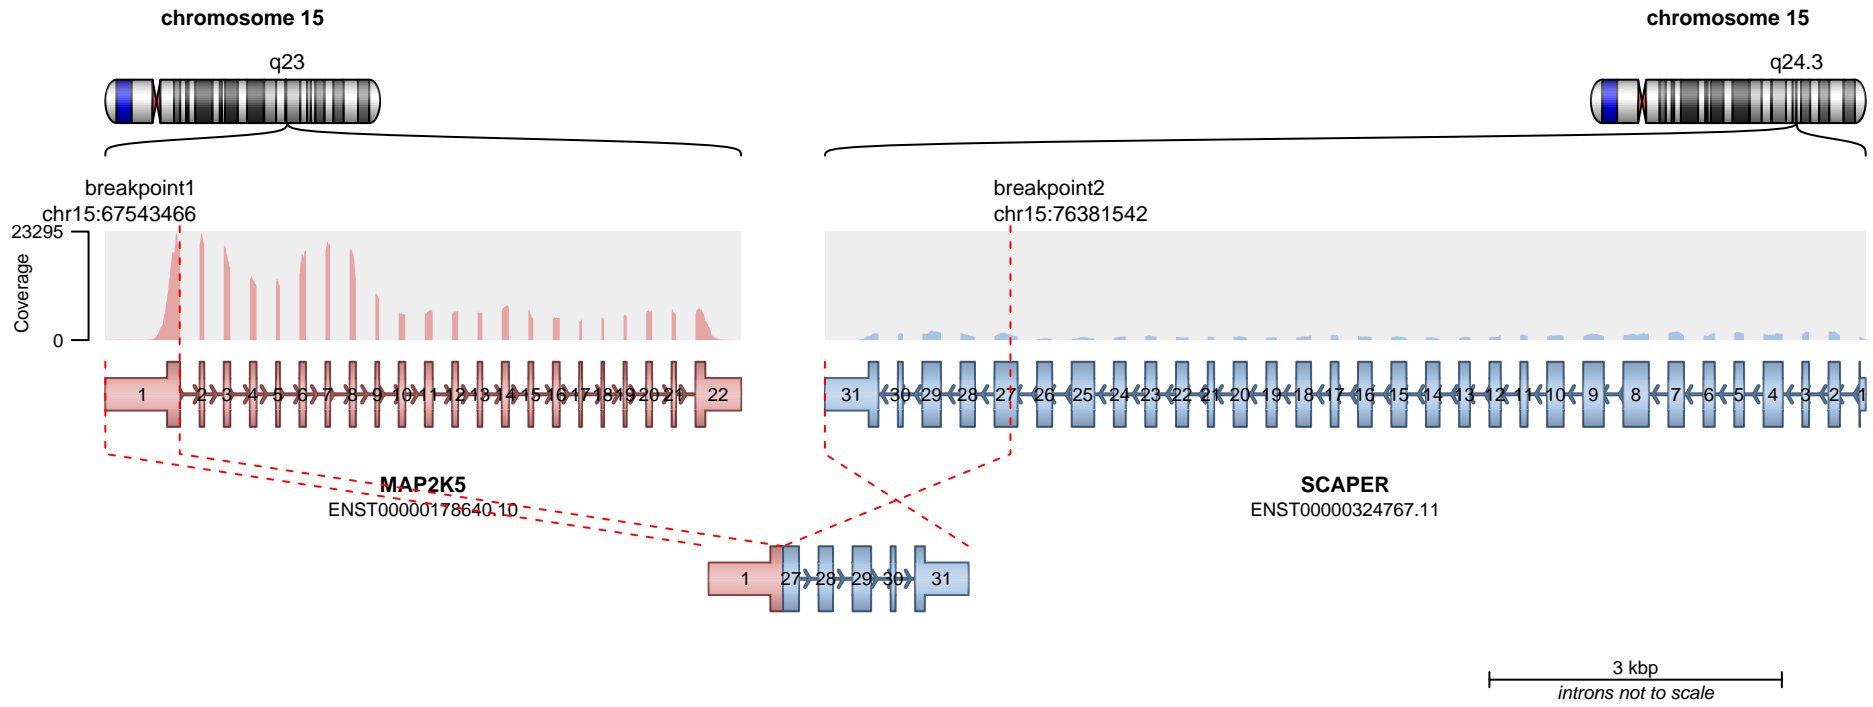 chromosome 15
chromosome 15
q23
q24.3
breakpoint1
chr15:67543466
breakpoint2
chr15:76381542
23295
Coverage
0
1 2 3 4 5 6 7 8 9 10 11 12 13 14 15 16 17 18 19 20 21 22
31 30 29 28 27 26 25 24 23 22 21 20 19 18 17 16 15 14 13 12 11 10 9 8 7 6 5 4 3 2 1
MAP2K5
ENST00000178640.10
SCAPER
ENST00000324767.11
1 27 28 29 30 31
3 kbp
introns not to scale